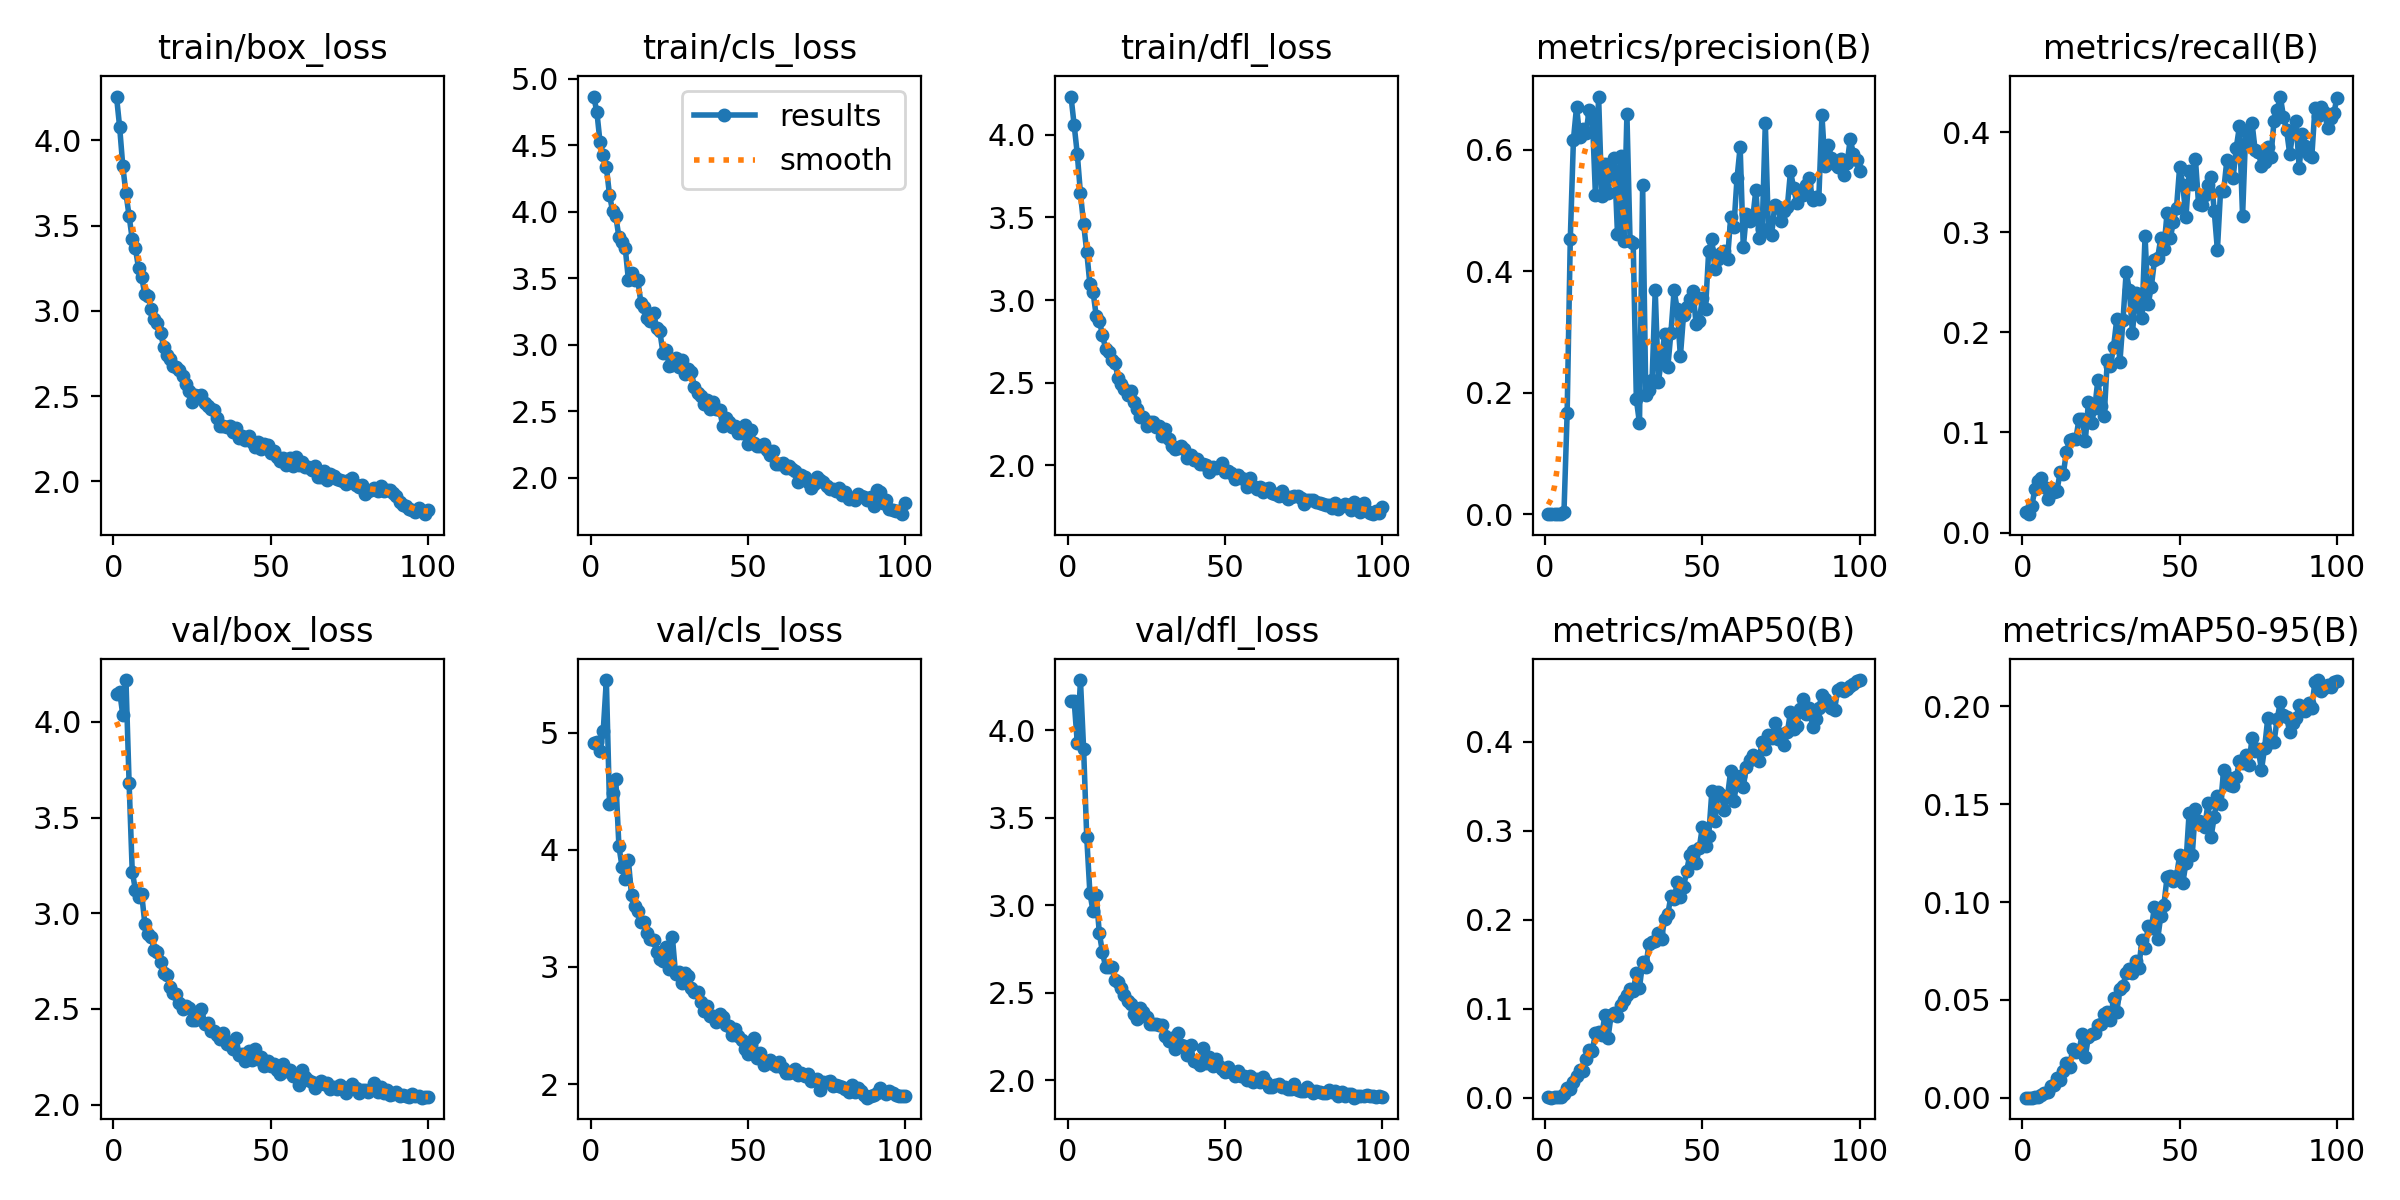 train/box_loss
4.0
3.5
3.0
2.5
2.0
0 50 100
train/cls_loss
results
smooth
5.0
4.5
4.0
3.5
3.0
2.5
2.0
0 50 100
train/dfl_loss
4.0
3.5
3.0
2.5
2.0
0 50 100
metrics/precision(B)
0.6
0.4
0.2
0.0
0 50 100
metrics/recall(B)
0.4
0.3
0.2
0.1
0.0
0 50 100
val/box_loss
4.0
3.5
3.0
2.5
2.0
0 50 100
val/cls_loss
5
4
3
2
0 50 100
val/dfl_loss
4.0
3.5
3.0
2.5
2.0
0 50 100
metrics/mAP50(B)
0.4
0.3
0.2
0.1
0.0
0 50 100
metrics/mAP50-95(B)
0.20
0.15
0.10
0.05
0.00
0 50 100